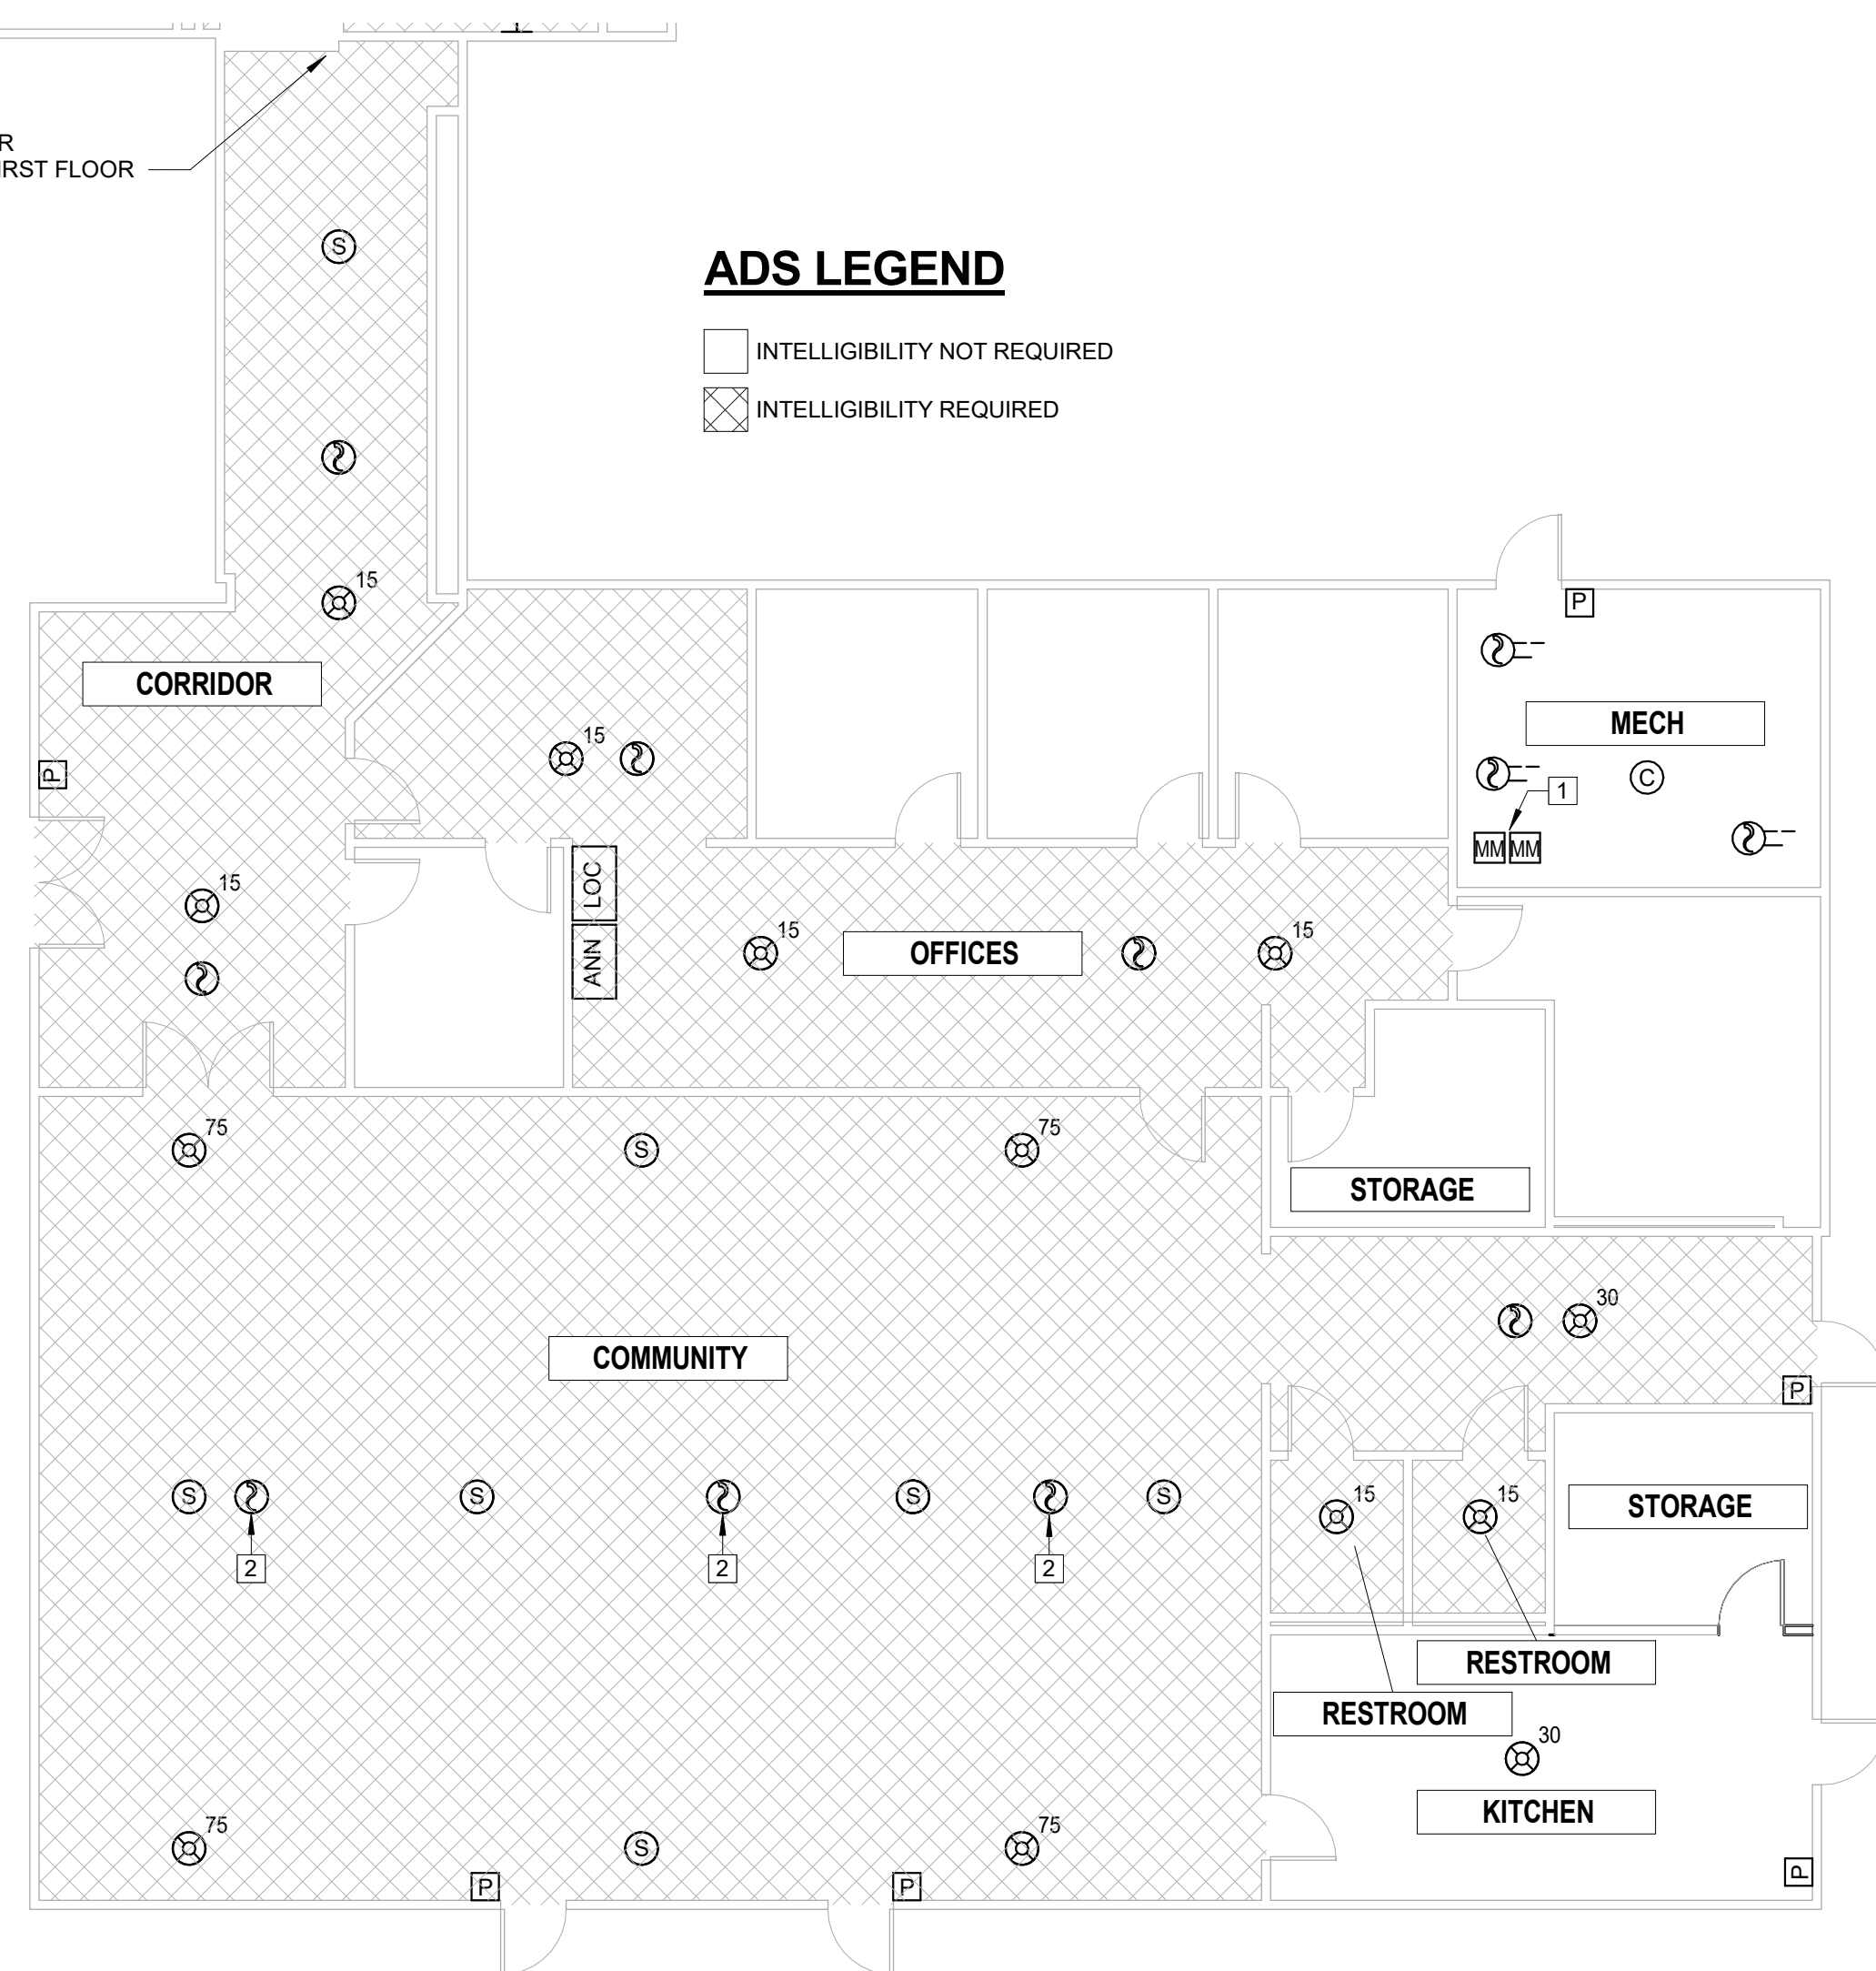 R
IRST FLOOR
S
ADS LEGEND
INTELLIGIBILITY NOT REQUIRED
INTELLIGIBILITY REQUIRED
15
P
CORRIDOR
MECH
15
P
C
1
MM MM
LOC
15
ANN
15
OFFICES
15
75
S
75
STORAGE
30
COMMUNITY
P
S
S
S
S
15
15
STORAGE
2
2
2
RESTROOM
RESTROOM
30
KITCHEN
75
S
75
P
P
P